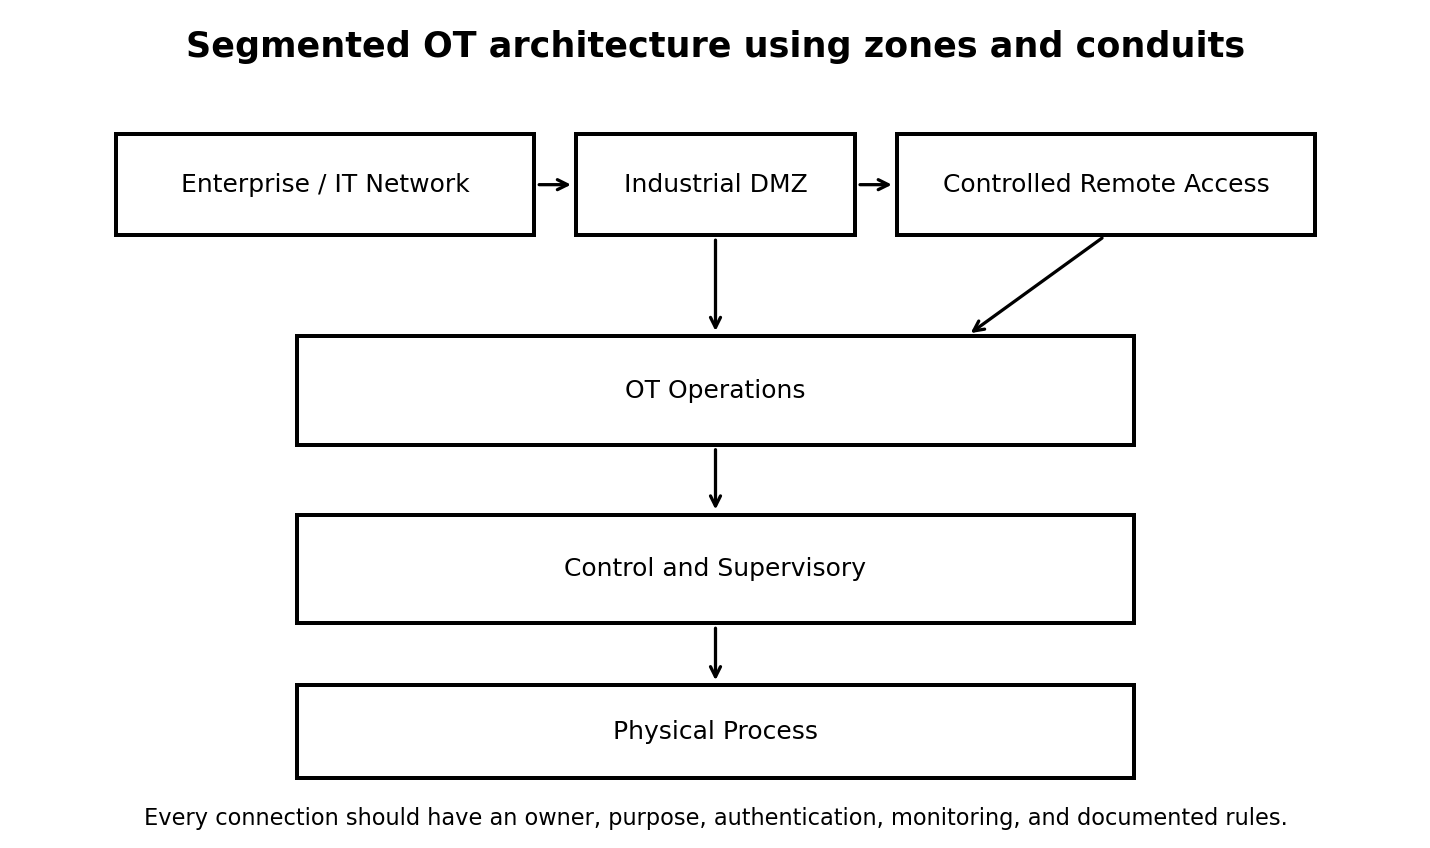 Segmented OT architecture using zones and conduits
Enterprise / IT Network
Industrial DMZ
Controlled Remote Access
OT Operations
Control and Supervisory
Physical Process
Every connection should have an owner, purpose, authentication, monitoring, and documented rules.